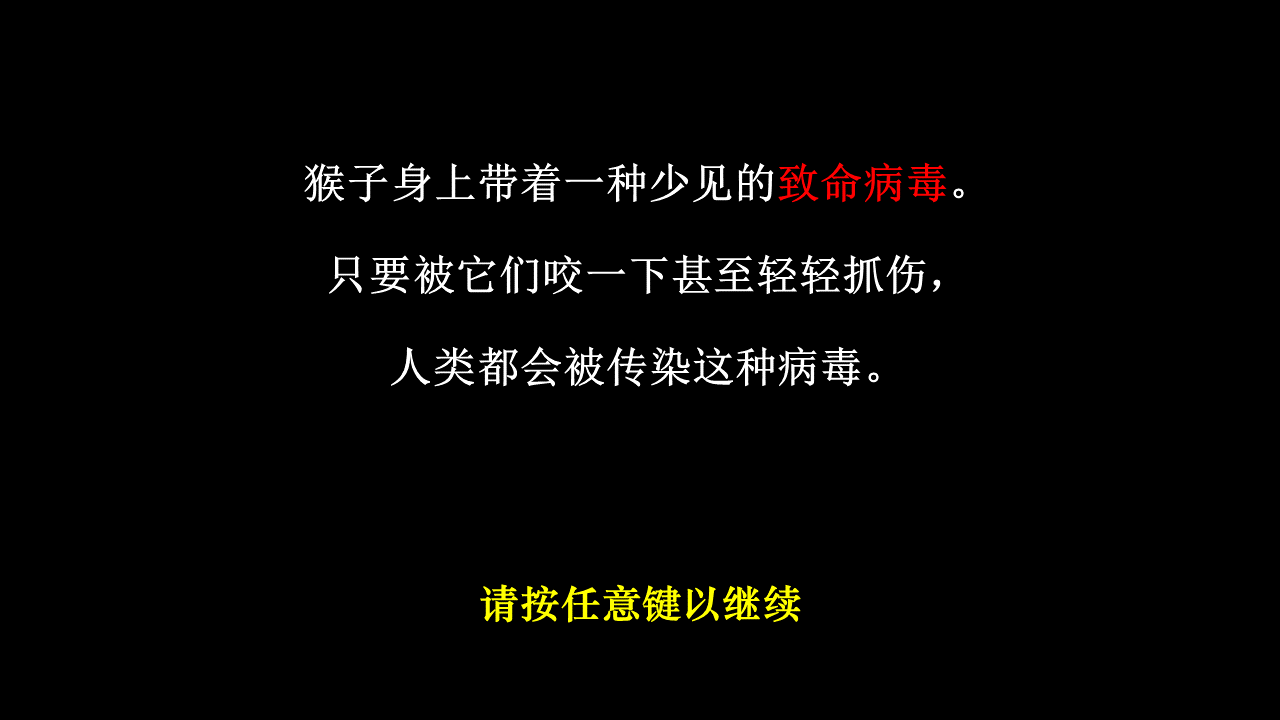 猴子身上带着一种少见的致命病毒。
只要被它们咬一下甚至轻轻抓伤，
人类都会被传染这种病毒。
请按任意键以继续